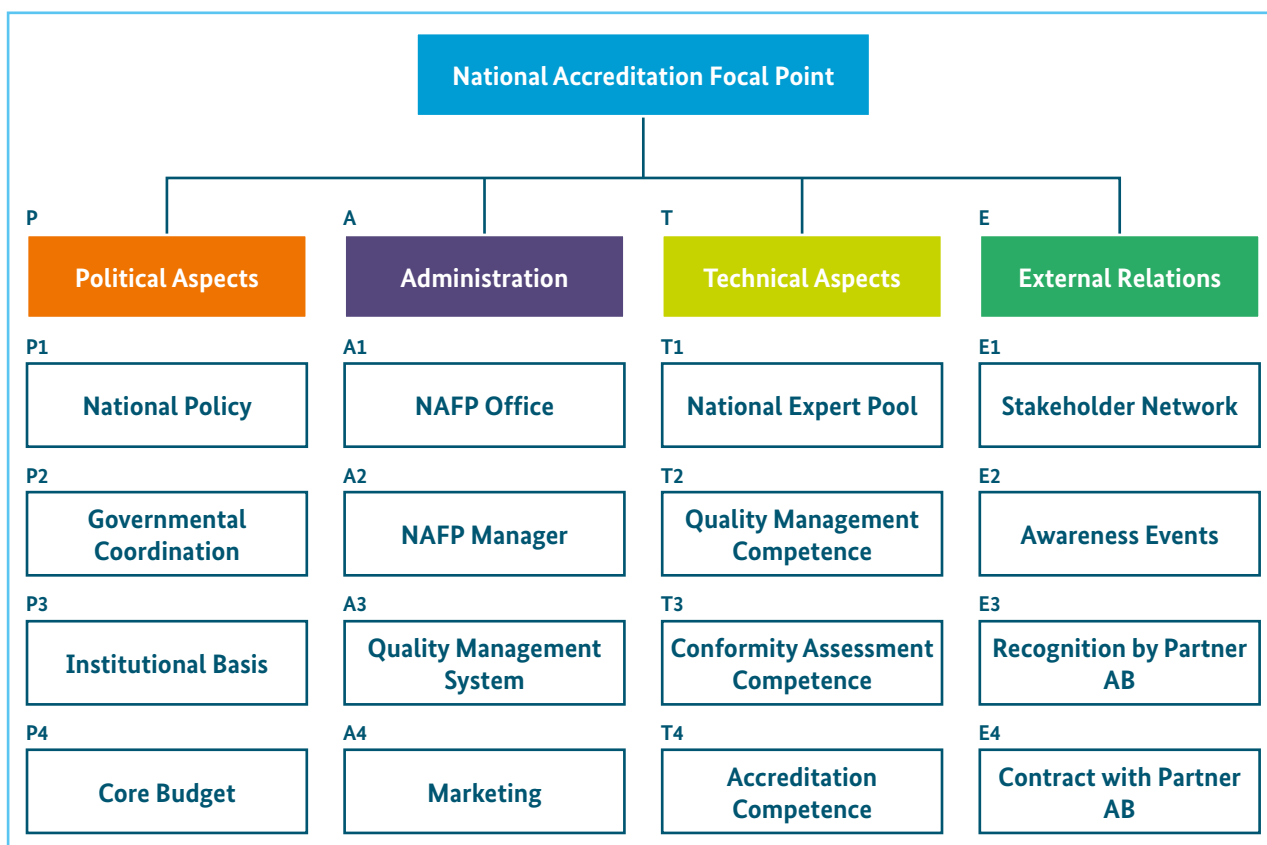 National Accreditation Focal Point
P
A
T
E
Political Aspects
Administration
Technical Aspects
External Relations
P1
A1
T1
E1
National Policy
NAFP Office
National Expert Pool
Stakeholder Network
P2
A2
T2
E2
Governmental
Coordination
NAFP Manager
Quality Management
Competence
Awareness Events
P3
A3
T3
E3
Institutional Basis
Quality Management
System
Conformity Assessment
Competence
Recognition by Partner
AB
P4
A4
T4
E4
Core Budget
Marketing
Accreditation
Competence
Contract with Partner
AB